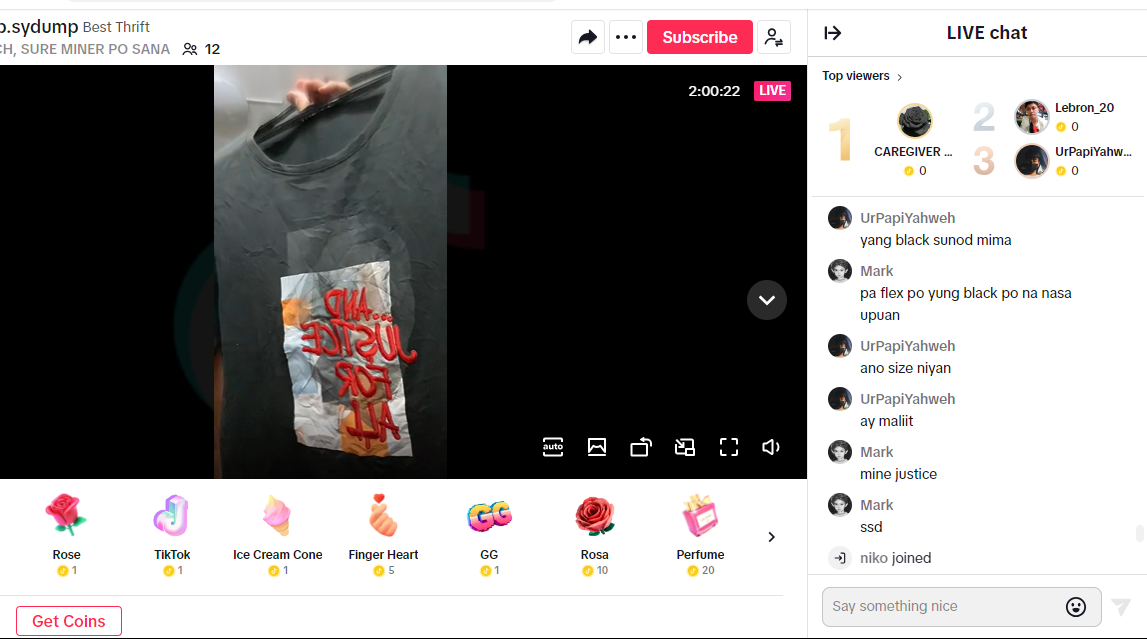 p.sydump Best Thrift
CH, SURE MINER PO SANA 12
Subscribe
2:00:22 LIVE
...AND
JUSTICE
FOR
ALL
auto
Rose
1
TikTok
1
Ice Cream Cone
1
Finger Heart
5
GG
GG
1
Rosa
10
Perfume
20
Get Coins
LIVE chat
Top viewers
1
CAREGIVER ...
0
2
Lebron_20
0
3
UrPapiYahw...
0
UrPapiYahweh
yang black sunod mima
Mark
pa flex po yung black po na nasa
upuan
UrPapiYahweh
ano size niyan
UrPapiYahweh
ay maliit
Mark
mine justice
Mark
ssd
niko joined
Say something nice